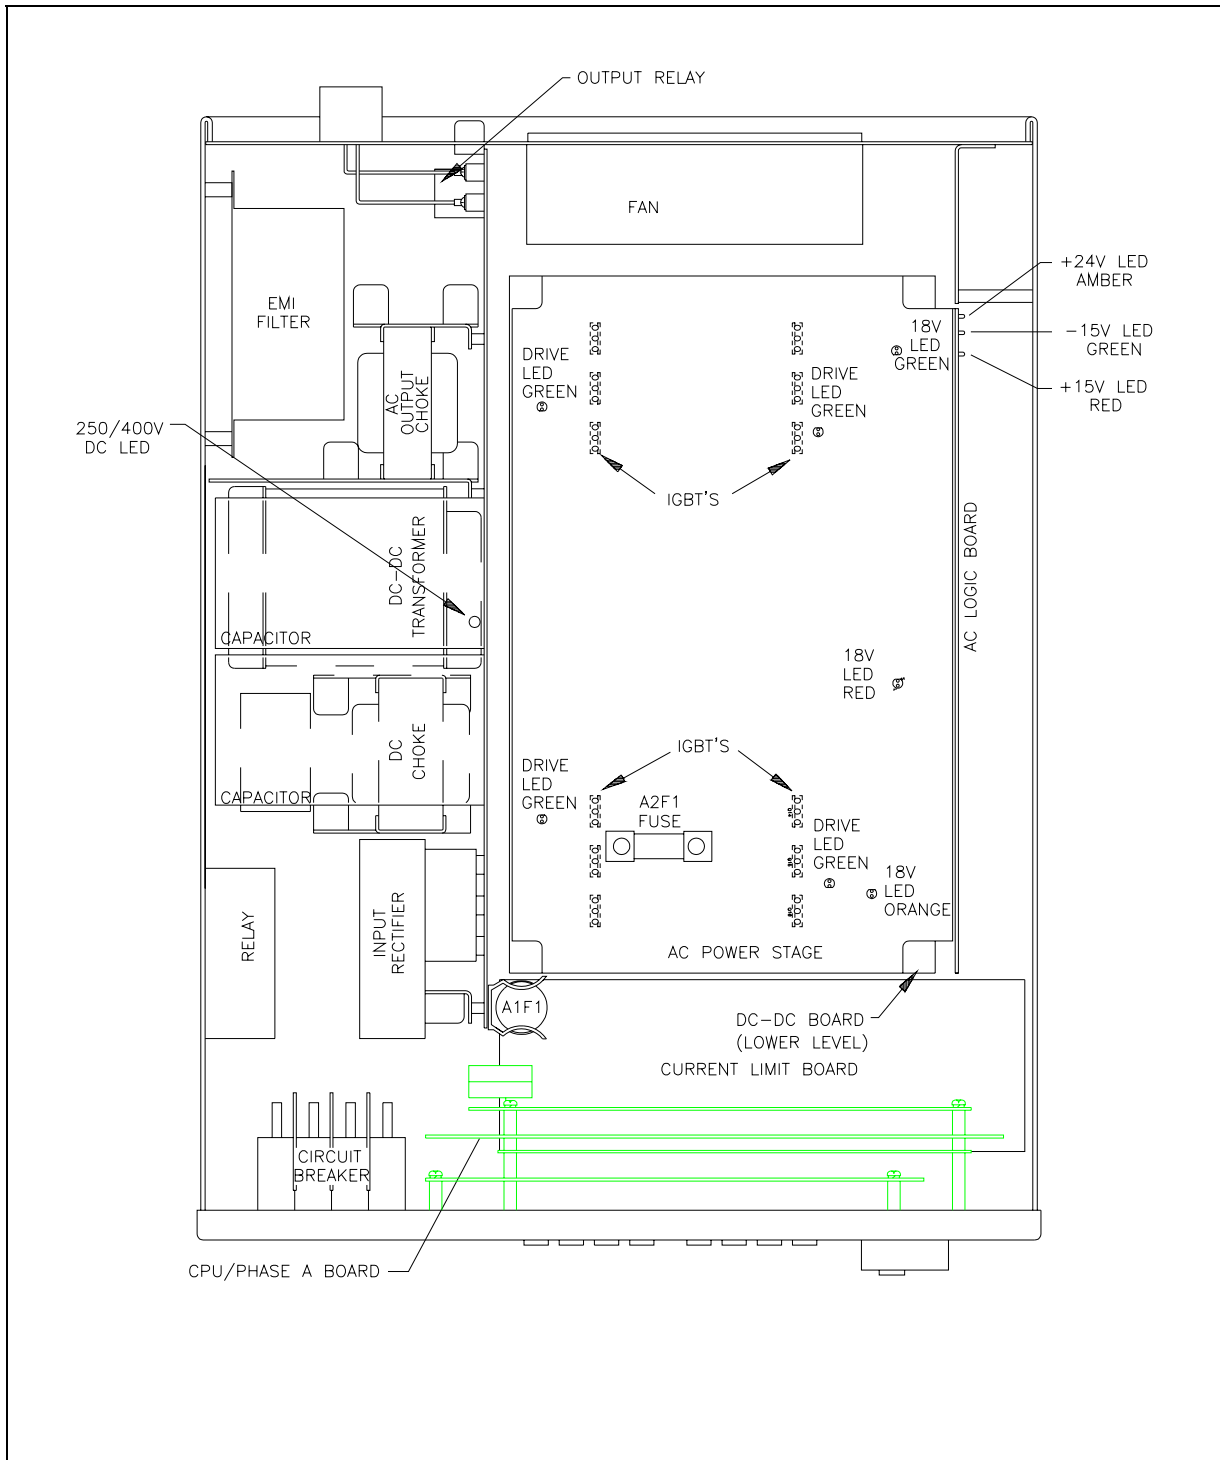 OUTPUT RELAY
FAN
+24V LED
AMBER
-15V LED
GREEN
+15V LED
RED
EMI
FILTER
18V
LED
GREEN
DRIVE
LED
GREEN
DRIVE
LED
GREEN
AC
OUTPUT
CHOKE
250/400V
DC LED
IGBT'S
AC LOGIC BOARD
DC-DC
TRANSFORMER
CAPACITOR
18V
LED
RED
DC
CHOKE
CAPACITOR
IGBT'S
DRIVE
LED
GREEN
A2F1
FUSE
DRIVE
LED
GREEN
18V
LED
ORANGE
RELAY
INPUT
RECTIFIER
AC POWER STAGE
A1F1
DC-DC BOARD
(LOWER LEVEL)
CURRENT LIMIT BOARD
CIRCUIT
BREAKER
CPU/PHASE A BOARD